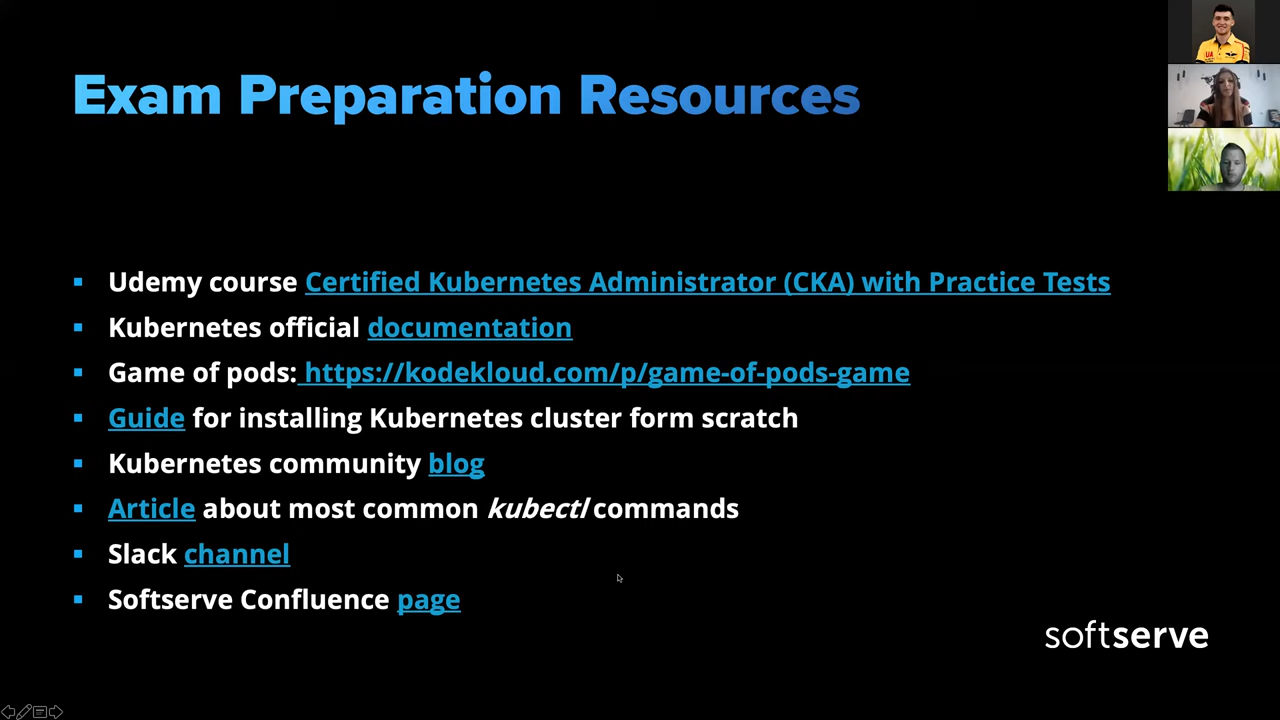 Exam Preparation Resources
UA
Udemy course Certified Kubernetes Administrator (CKA) with Practice Tests
Kubernetes official documentation
Game of pods: https://kodekloud.com/p/game-of-pods-game
Guide for installing Kubernetes cluster form scratch
Kubernetes community blog
Article about most common kubectl commands
Slack channel
Softserve Confluence page
softserve